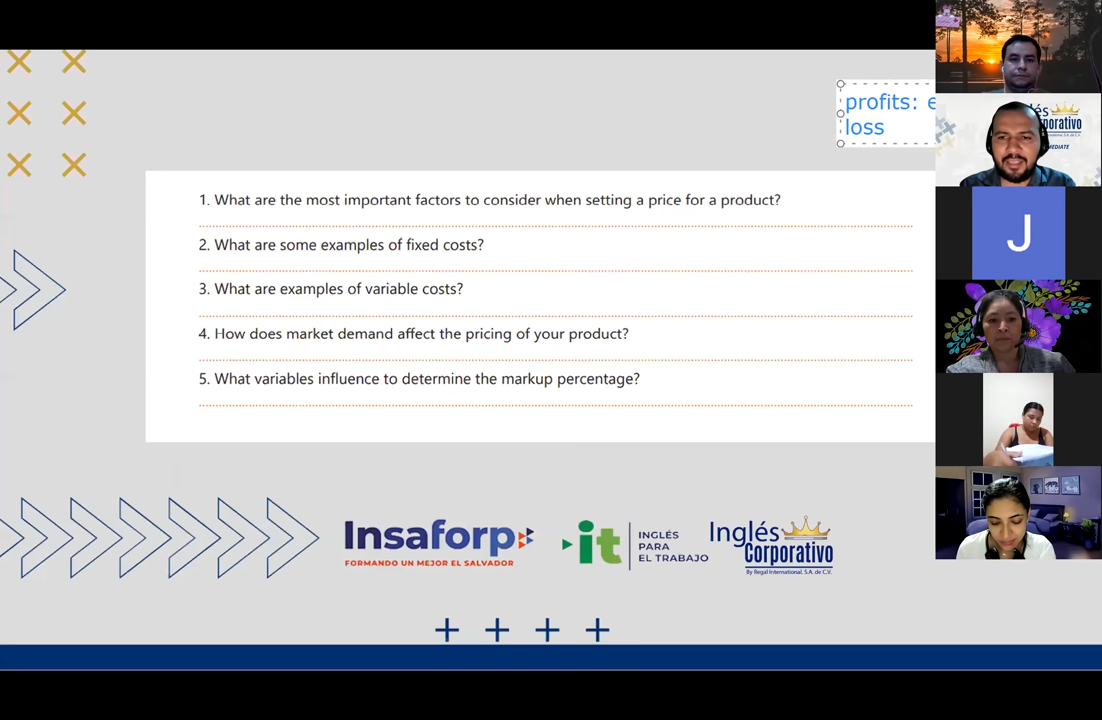 profits:
loss
1. What are the most important factors to consider when setting a price for a product?
2. What are some examples of fixed costs?
3. What are examples of variable costs?
4. How does market demand affect the pricing of your product?
5. What variables influence to determine the markup percentage?
Insaforp
FORMANDO UN MEJOR EL SALVADOR
it
INGLÉS
PARA
EL TRABAJO
Inglés
Corporativo
By Regal International, S.A. de C.V.
J